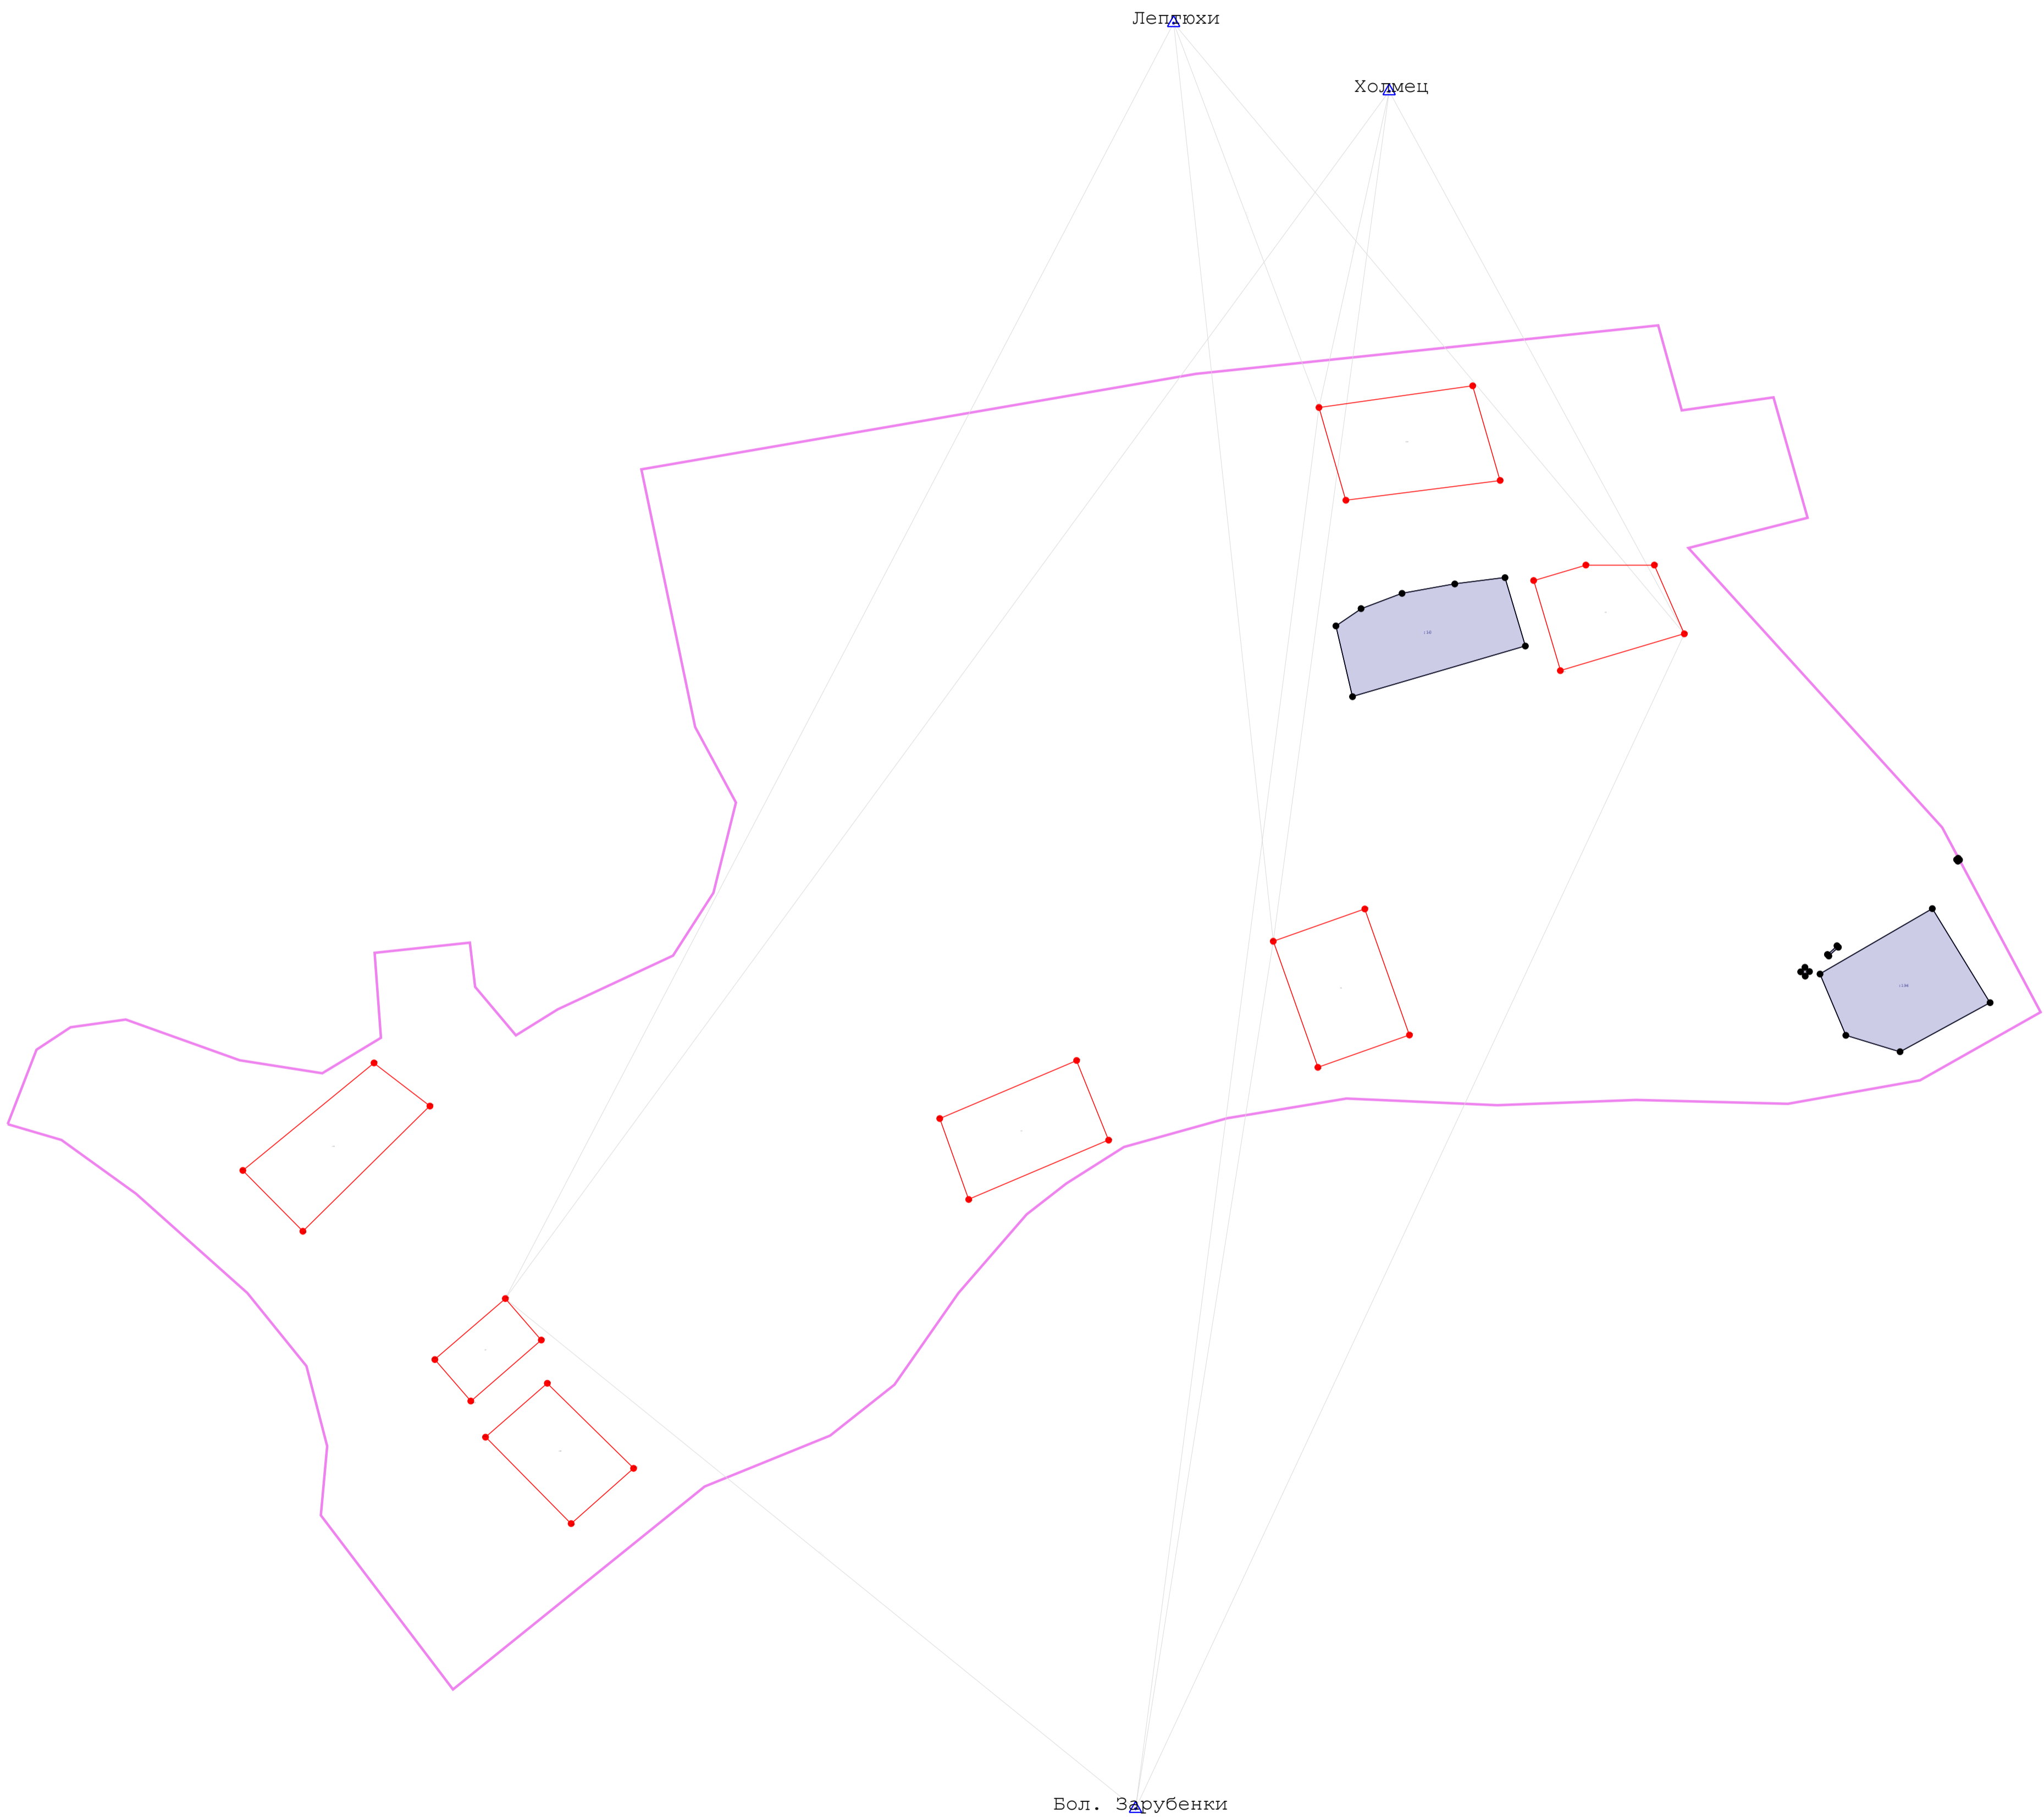 Лептюхи
Холмец
Бол. Зарубенки